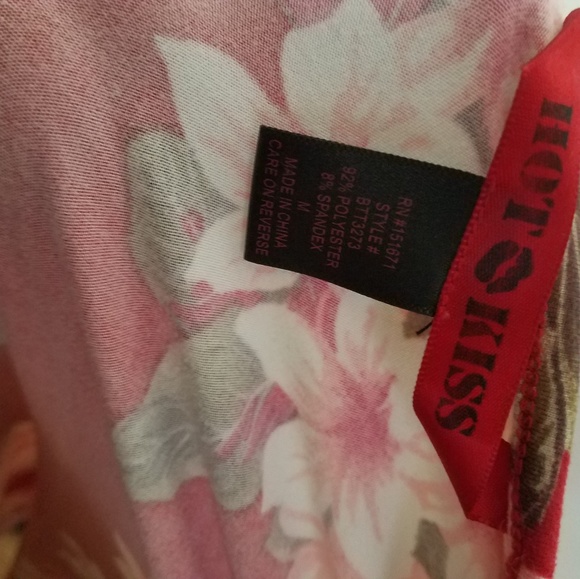 HOT KISS
RN#151671
STYLE#
BTT3273
92% POLYESTER
8% SPANDEX
M
MADE IN CHINA
CARE ON REVERSE